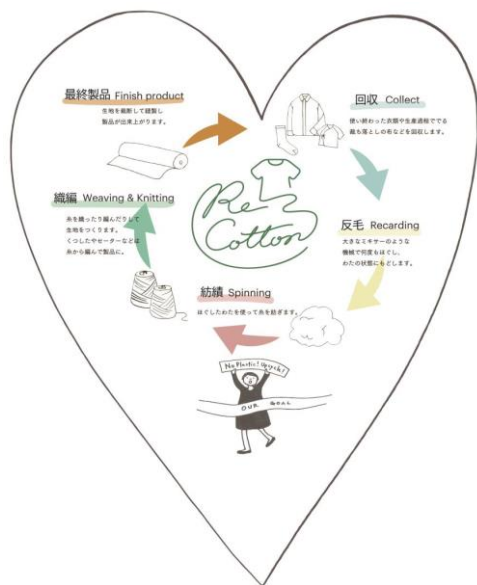 最終製品 Finish product
生地を裁断して縫製し
製品が出来上がります。
回収 Collect
使い終わった衣類や生産過程ででる
裁ち落としの布などを回収します。
反毛 Recarding
大きなミキサーのような
機械で何度もほぐし、
わたの状態にもどします。
紡績 Spinning
ほぐしたわたを使って糸を紡ぎます。
織編 Weaving & Knitting
糸を織ったり編んだりして
生地をつくります。
くつしたやセーターなどは
糸から編んで製品に。
Re
Cotton
No Plastic! Upcycle!
OUR GOAL